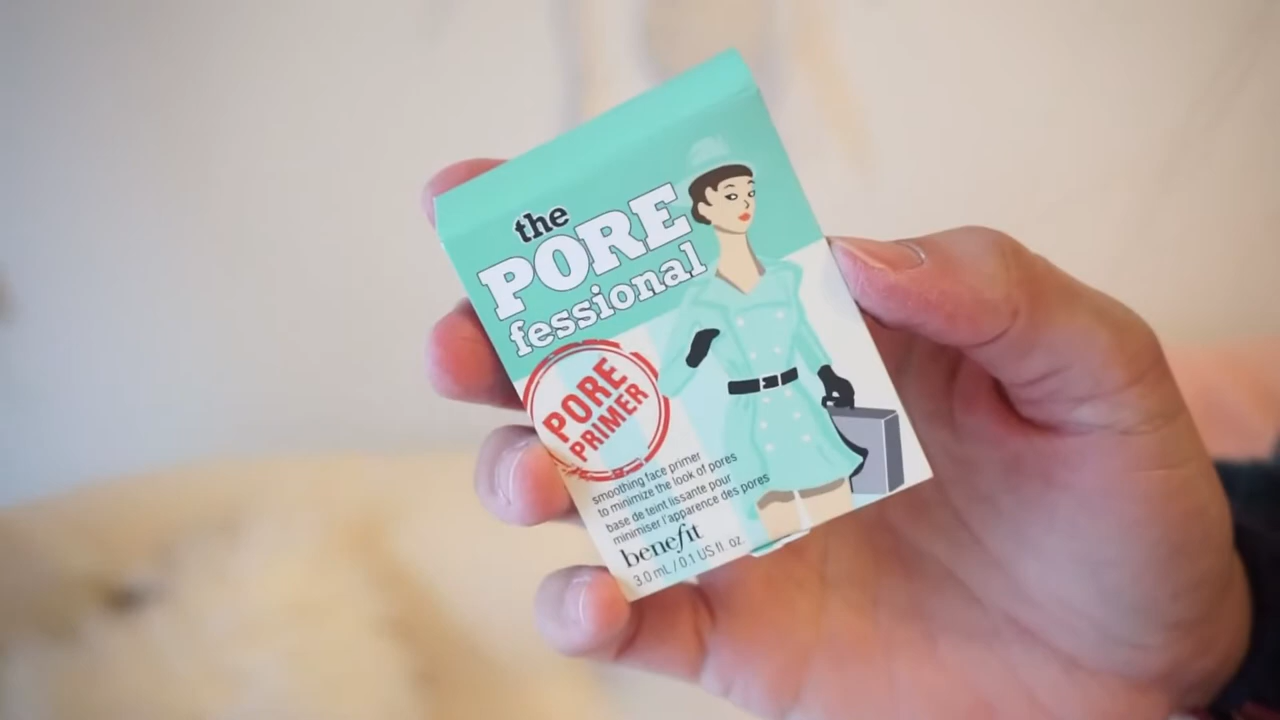 the
PORE
fessional
PORE
PRIMER
smoothing face primer
to minimize the look of pores
base de teint lissante pour
minimiser l'apparence des pores
benefit
3.0 mL / 0.1 US fl. oz.